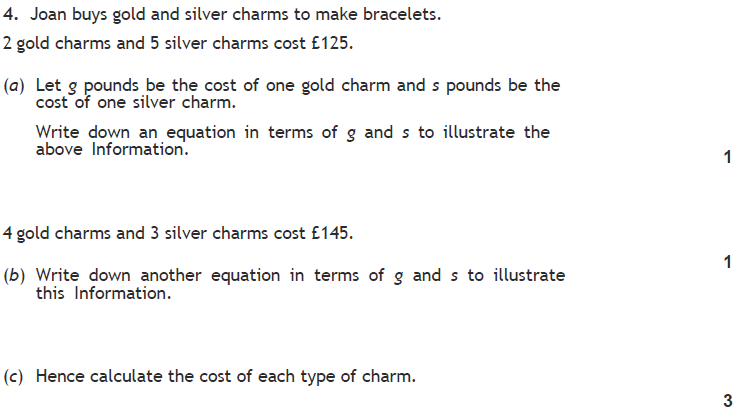 4. Joan buys gold and silver charms to make bracelets.
2 gold charms and 5 silver charms cost £125.
(a) Let g pounds be the cost of one gold charm and s pounds be the
cost of one silver charm.
Write down an equation in terms of g and s to illustrate the
above Information.
1
4 gold charms and 3 silver charms cost £145.
1
(b) Write down another equation in terms of g and s to illustrate
this Information.
(c) Hence calculate the cost of each type of charm.
3